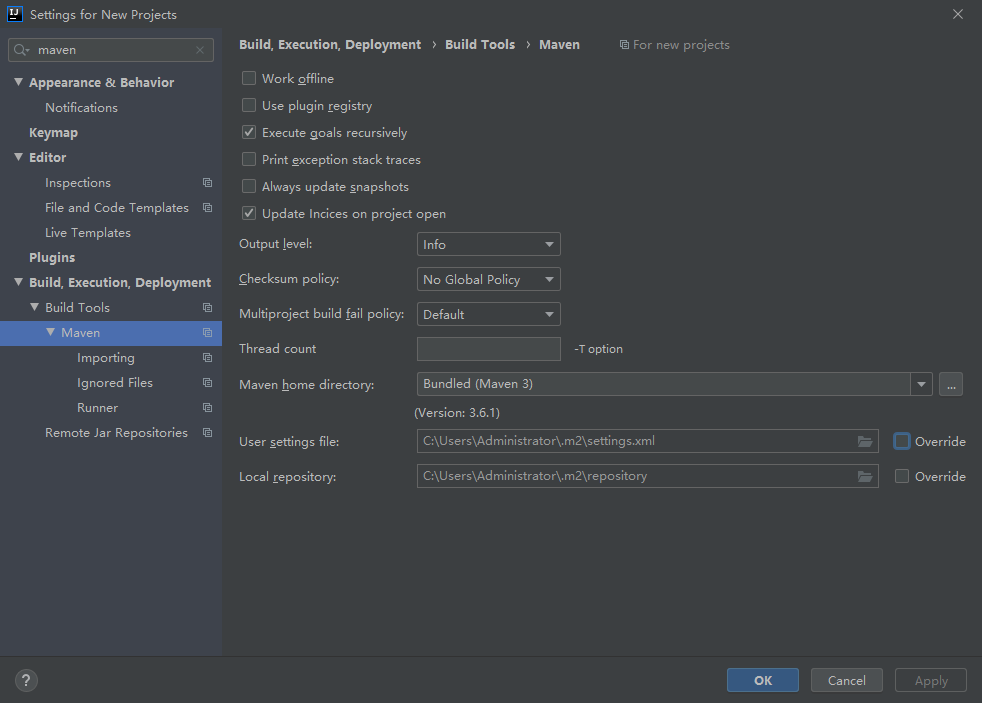 Settings for New Projects
maven
Appearance & Behavior
Notifications
Keymap
Editor
Inspections
File and Code Templates
Live Templates
Plugins
Build, Execution, Deployment
Build Tools
Maven
Importing
Ignored Files
Runner
Remote Jar Repositories
Build, Execution, Deployment › Build Tools › Maven For new projects
Work offline
Use plugin registry
Execute goals recursively
Print exception stack traces
Always update snapshots
Update Incices on project open
Output level: Info
Checksum policy: No Global Policy
Multiproject build fail policy: Default
Thread count -T option
Maven home directory: Bundled (Maven 3) ...
(Version: 3.6.1)
User settings file: C:\Users\Administrator\.m2\settings.xml Override
Local repository: C:\Users\Administrator\.m2\repository Override
? OK Cancel Apply